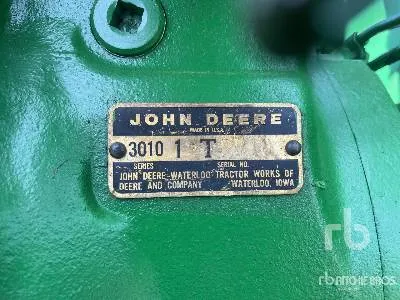 JOHN DEERE
MADE IN U.S.A.
3010 1 T
SERIES SERIAL NO.
JOHN DEERE WATERLOO TRACTOR WORKS OF
DEERE AND COMPANY WATERLOO, IOWA
rb
RITCHIE BROS